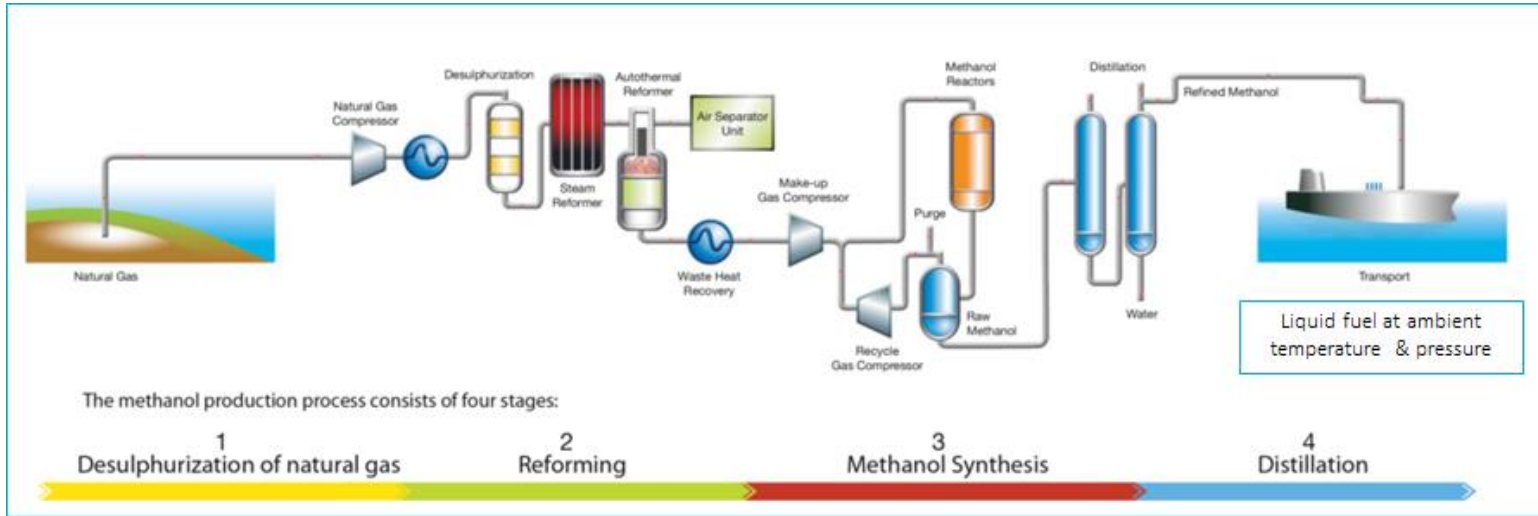 Desulphurization
Natural Gas
Compressor
Autothermal
Reformer
Air Separator
Unit
Methanol
Reactors
Distillation
Refined Methanol
Steam
Reformer
Make-up
Gas Compressor
Purge
Natural Gas
Waste Heat
Recovery
Raw
Methanol
Recycle
Gas Compressor
Water
Transport
Liquid fuel at ambient
temperature & pressure
The methanol production process consists of four stages:
1
Desulphurization of natural gas
2
Reforming
3
Methanol Synthesis
4
Distillation